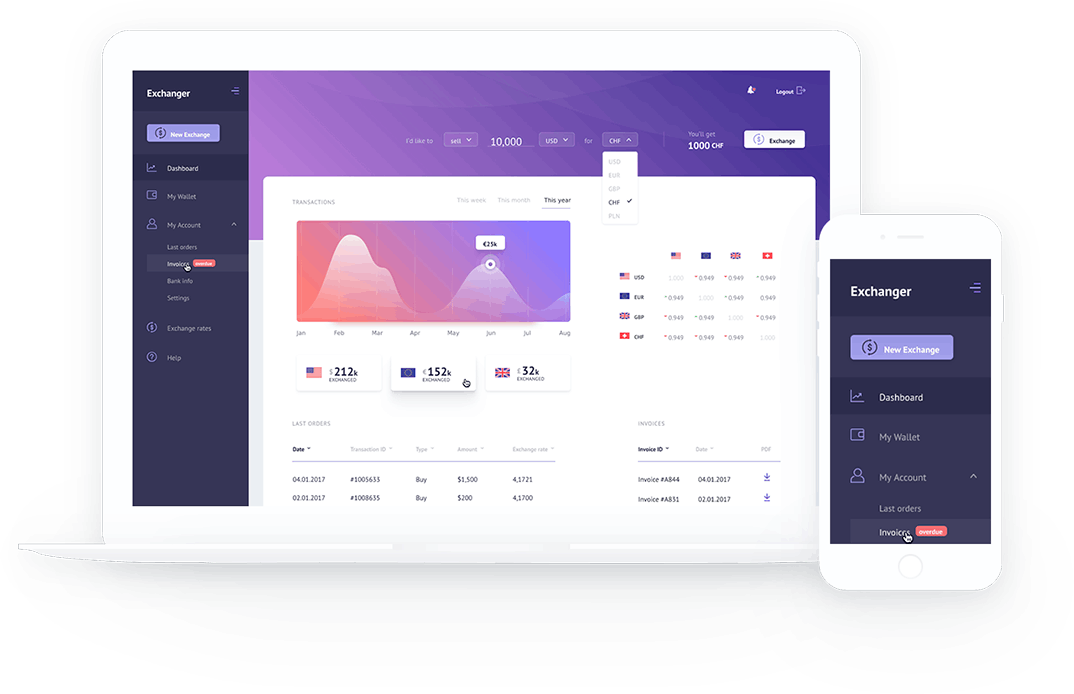 Exchanger
New Exchange
Dashboard
My Wallet
My Account
Last orders
Invoices overdue
Bank info
Settings
Exchange rates
Help
Logout
I'd like to sell 10,000 USD for CHF
You'll get
1000 CHF
Exchange
USD
EUR
GBP
CHF
PLN
TRANSACTIONS This week This month This year
€25k
Jan Feb Mar Apr May Jun Jul Aug
$212k
EXCHANGED
€152k
EXCHANGED
€32k
EXCHANGED
USD 1,000 0,949 0,949 0,949
EUR 0,949 1,000 0,949 0,949
GBP 0,949 0,949 1,000 0,949
CHF 0,949 0,949 0,949 1,000
LAST ORDERS
Date Transaction ID Type Amount Exchange rate
04.01.2017 #1005633 Buy $1,500 4,1721
02.01.2017 #1008635 Buy $200 4,1700
INVOICES
Invoice ID Date PDF
Invoice #A844 04.01.2017
Invoice #A831 02.01.2017
Exchanger
New Exchange
Dashboard
My Wallet
My Account
Last orders
Invoices overdue